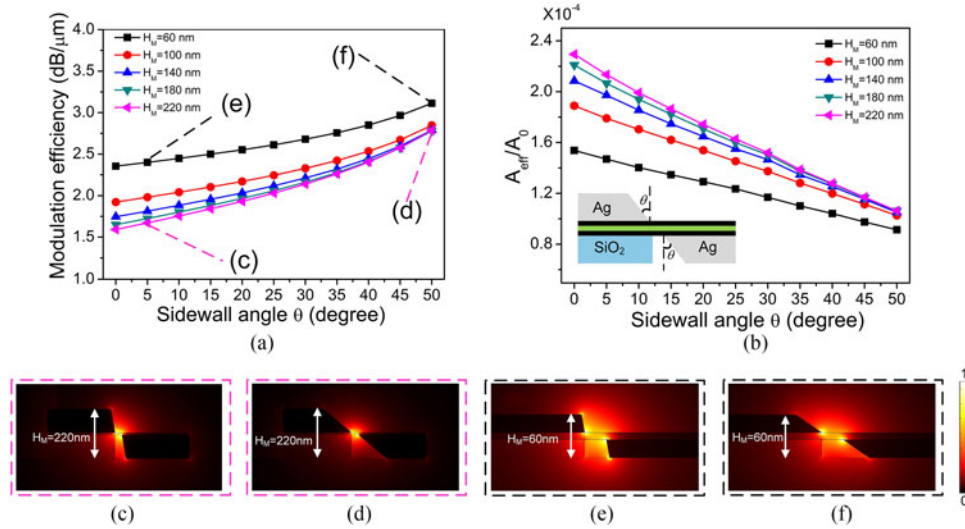 4.0
3.5
3.0
2.5
2.0
1.5
1.0
Modulation efficiency (dB/μm)
H_M=60 nm
H_M=100 nm
H_M=140 nm
H_M=180 nm
H_M=220 nm
(e)
(f)
(c)
(d)
0 5 10 15 20 25 30 35 40 45 50
Sidewall angle θ (degree)
(a)
X10⁻⁴
2.4
2.0
1.6
1.2
0.8
A_eff/A_0
H_M=60 nm
H_M=100 nm
H_M=140 nm
H_M=180 nm
H_M=220 nm
Ag
θ
SiO₂
θ
Ag
0 5 10 15 20 25 30 35 40 45 50
Sidewall angle θ (degree)
(b)
H_M=220nm
H_M=220nm
H_M=60nm
H_M=60nm
1
0
(c) (d) (e) (f)